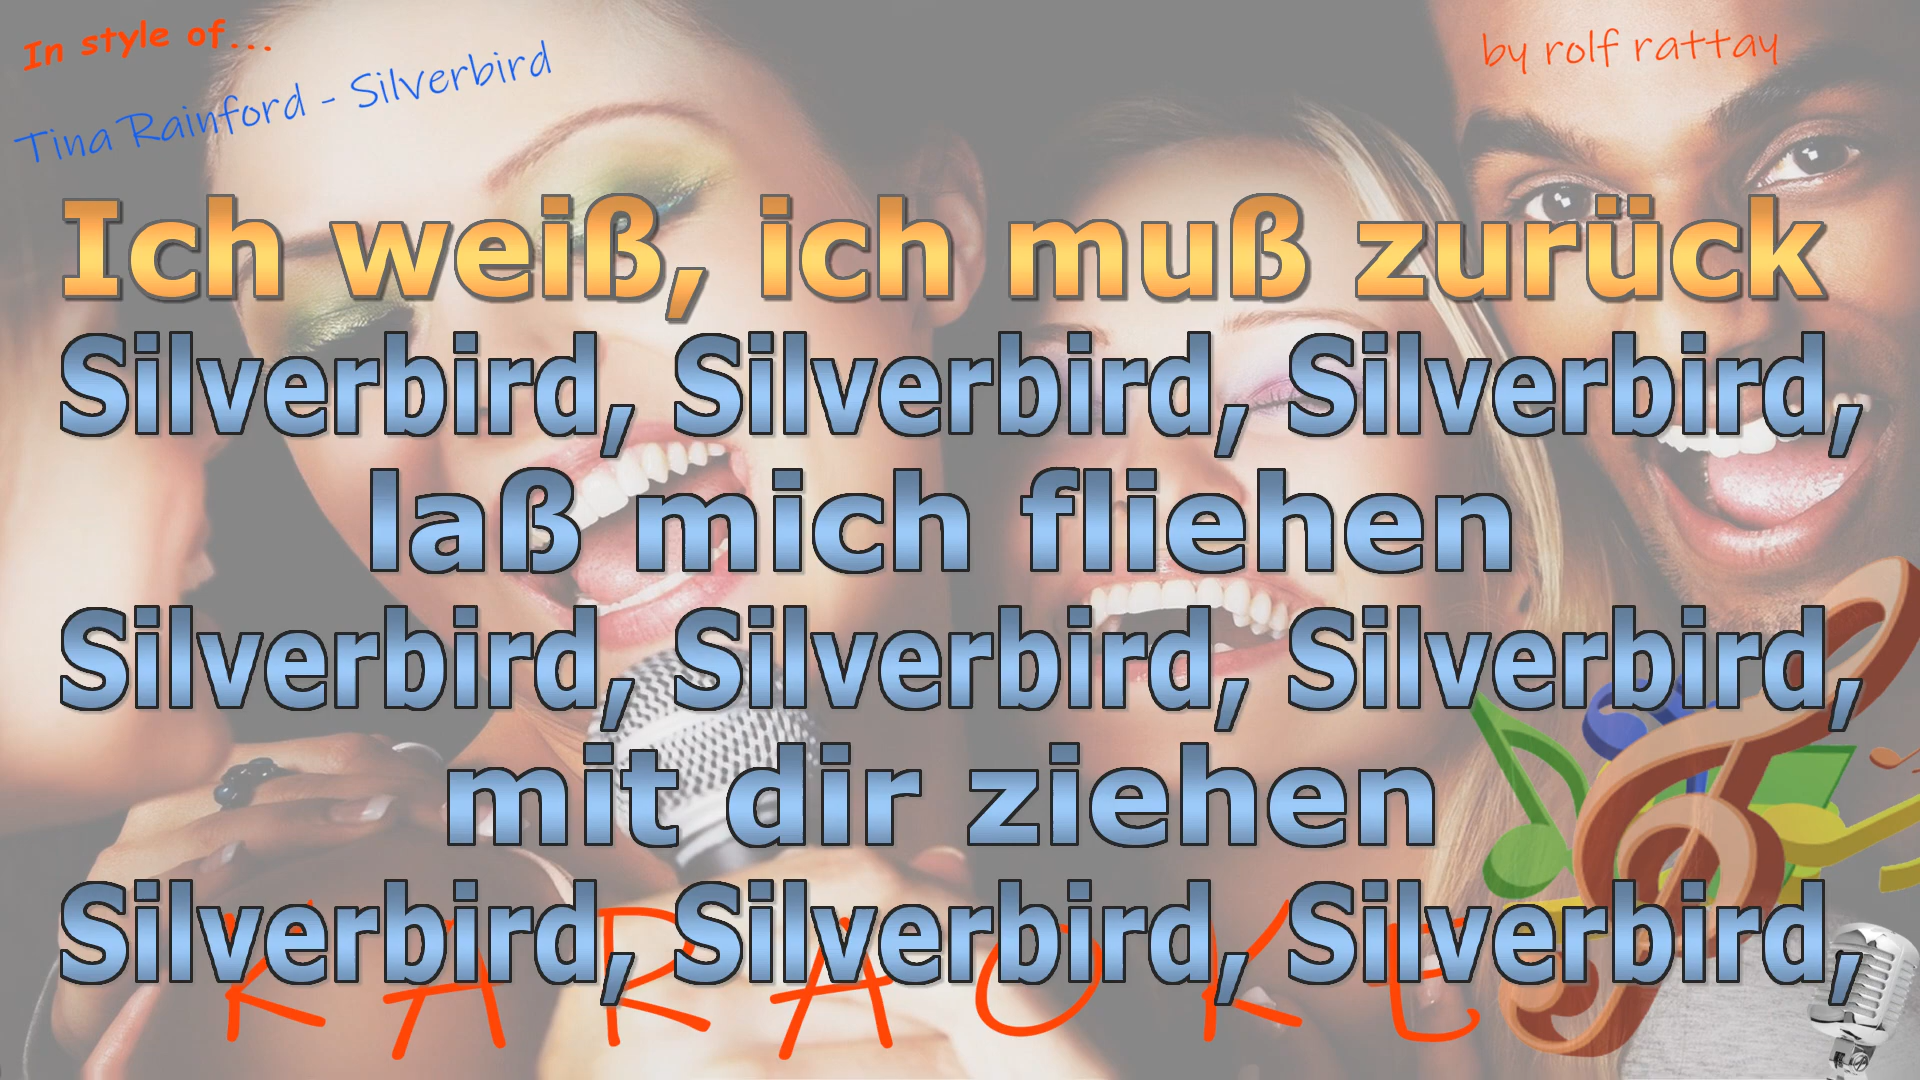 In style of...
Tina Rainford - Silverbird
by rolf rattay
Ich weiß, ich muß zurück
Silverbird, Silverbird, Silverbird,
laß mich fliehen
Silverbird, Silverbird, Silverbird,
mit dir ziehen
Silverbird, Silverbird, Silverbird,
KARAOKE